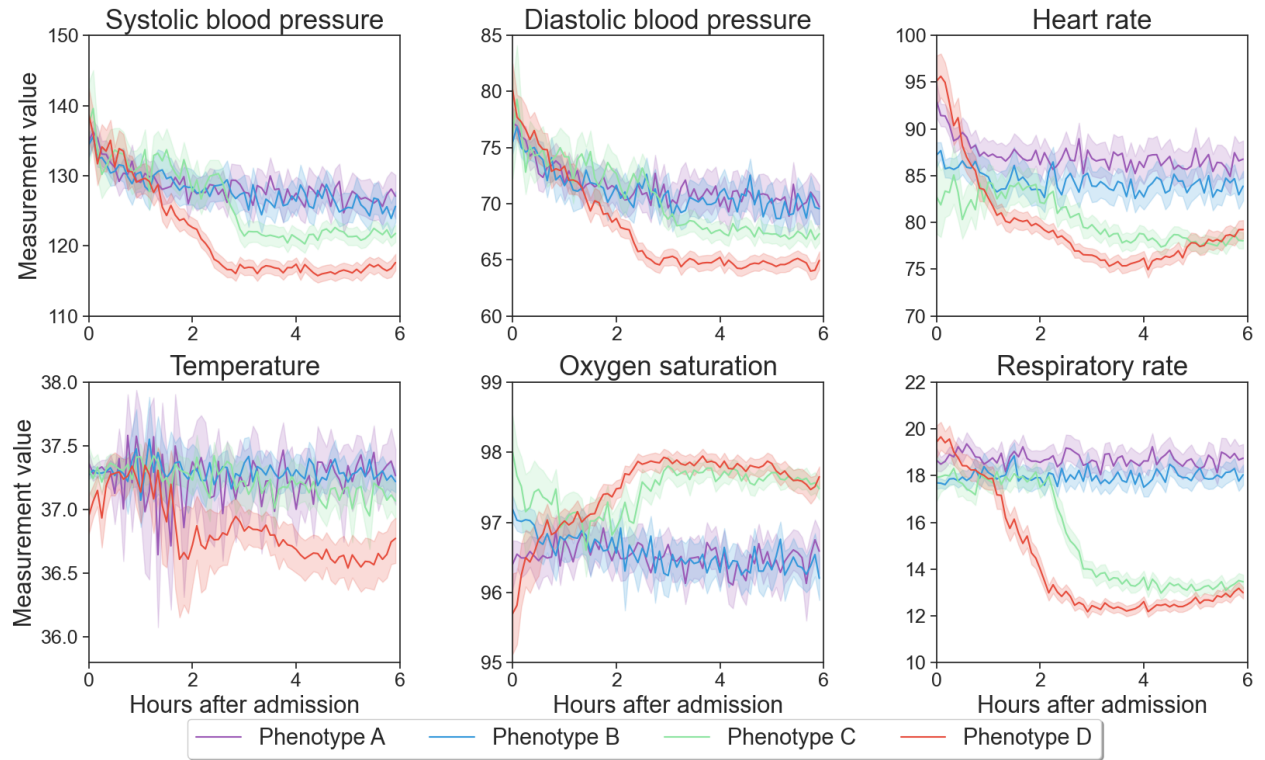 Systolic blood pressure
Diastolic blood pressure
Heart rate
Measurement value
150
140
130
120
110
0 2 4 6
85
80
75
70
65
60
0 2 4 6
100
95
90
85
80
75
70
0 2 4 6
Temperature
Oxygen saturation
Respiratory rate
Measurement value
38.0
37.5
37.0
36.5
36.0
0 2 4 6
Hours after admission
99
98
97
96
95
0 2 4 6
Hours after admission
22
20
18
16
14
12
10
0 2 4 6
Hours after admission
Phenotype A Phenotype B Phenotype C Phenotype D